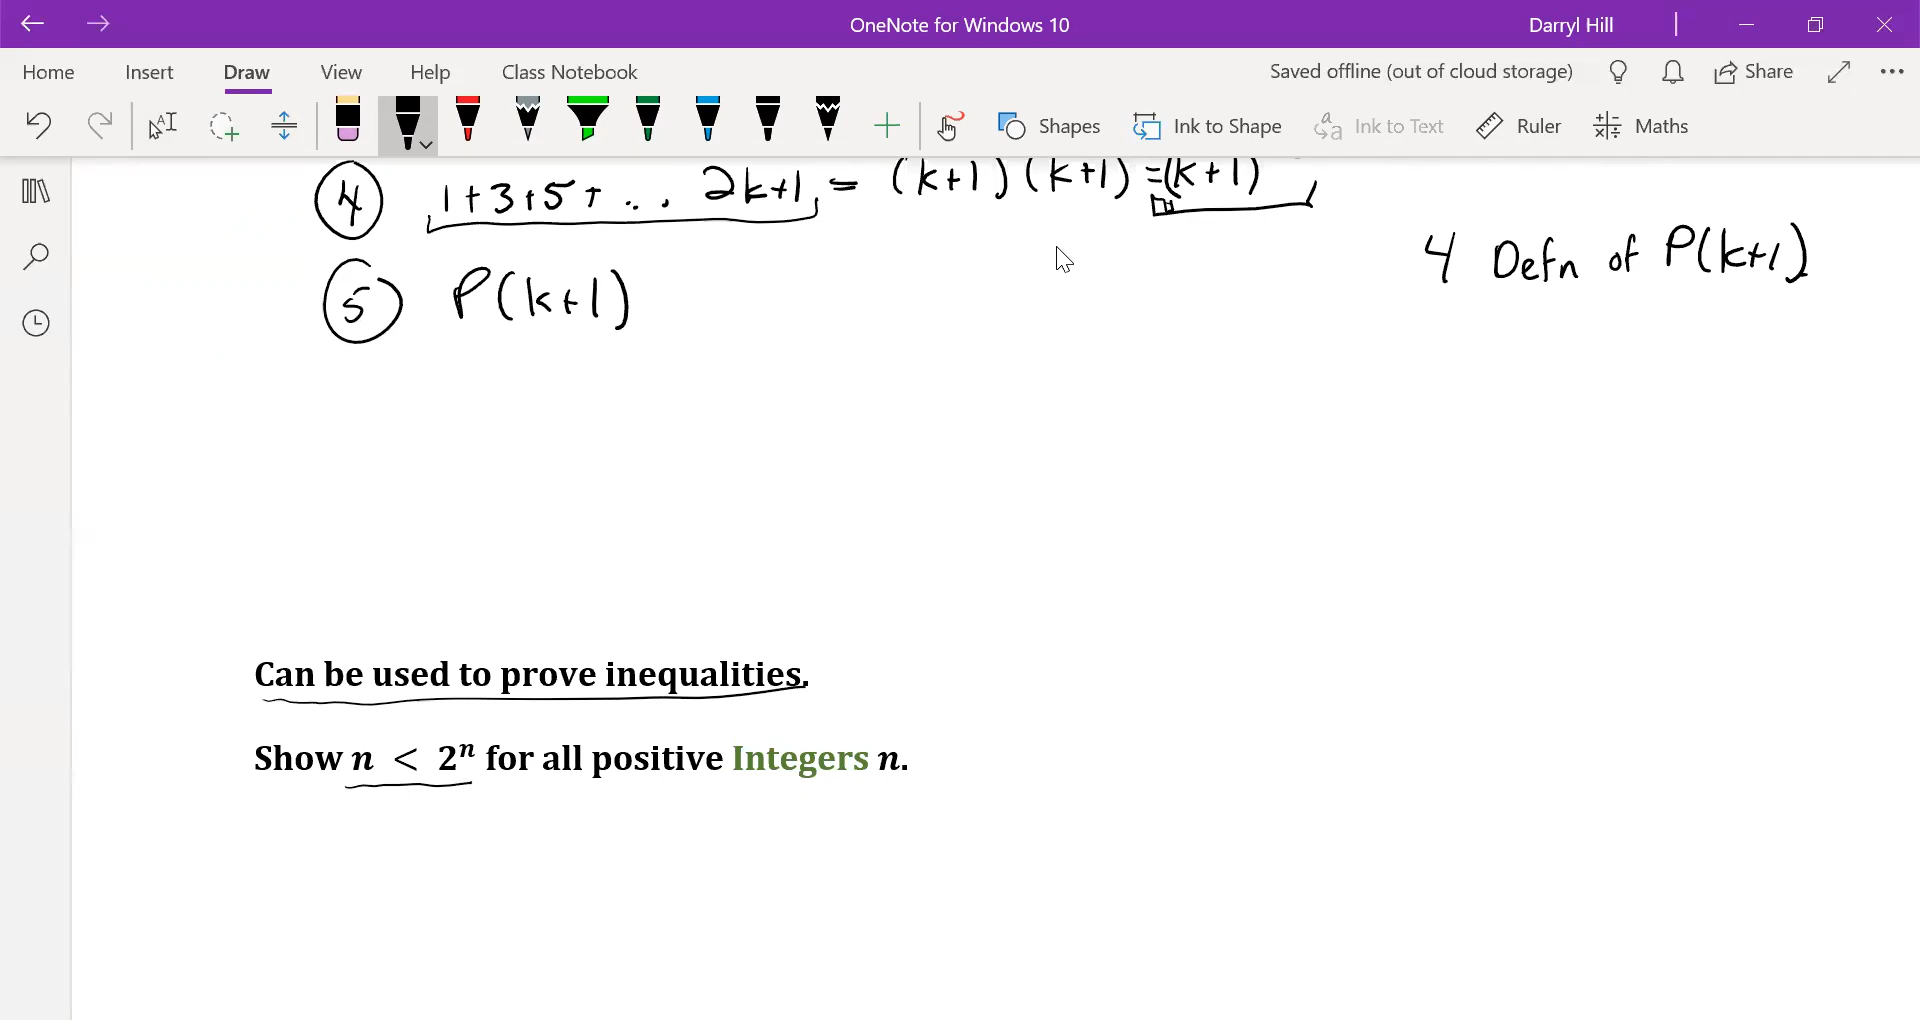 OneNote for Windows 10
Darryl Hill
Home Insert Draw View Help Class Notebook
Saved offline (out of cloud storage) Share
Shapes Ink to Shape Ink to Text Ruler Maths
④ 1+3+5+ ... 2k+1 = (k+1)(k+1) =(k+1)
4 Defn of P(k+1)
⑤ P(k+1)
Can be used to prove inequalities.
Show n < 2ⁿ for all positive Integers n.